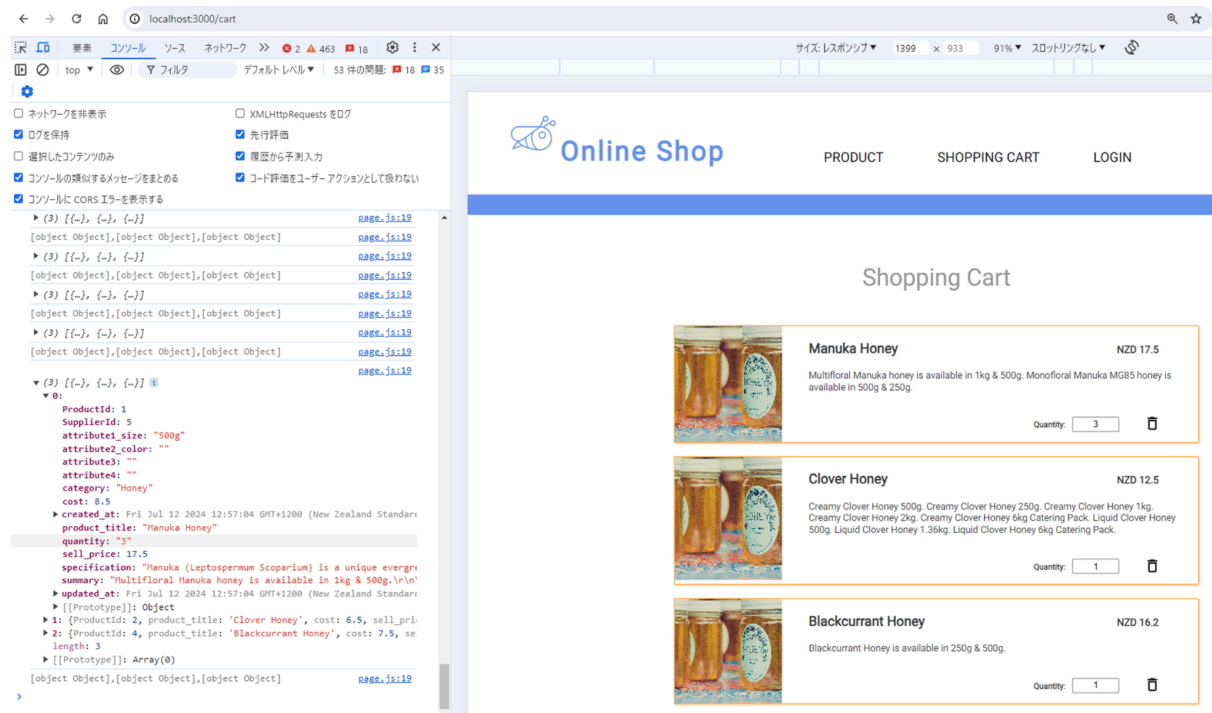 localhost:3000/cart
要素 コンソール ソース ネットワーク 2 463 18
top フィルタ デフォルト レベル 53 件の問題: 18 35
ネットワークを非表示 XMLHttpRequests をログ
ログを保持 先行評価
選択したコンテンツのみ 履歴から予測入力
コンソールの類似するメッセージをまとめる コード評価をユーザー アクションとして扱わない
コンソールに CORS エラーを表示する
(3) [{…}, {…}, {…}] page.js:19
[object Object],[object Object],[object Object] page.js:19
(3) [{…}, {…}, {…}] page.js:19
[object Object],[object Object],[object Object] page.js:19
(3) [{…}, {…}, {…}] page.js:19
[object Object],[object Object],[object Object] page.js:19
(3) [{…}, {…}, {…}] page.js:19
[object Object],[object Object],[object Object] page.js:19
page.js:19
(3) [{…}, {…}, {…}] i
0:
ProductId: 1
SupplierId: 5
attribute1_size: "500g"
attribute2_color: ""
attribute3: ""
attribute4: ""
category: "Honey"
cost: 8.5
created_at: Fri Jul 12 2024 12:57:04 GMT+1200 (New Zealand Standard
product_title: "Manuka Honey"
quantity: "3"
sell_price: 17.5
specification: "Manuka (Leptospermum Scoparium) is a unique evergre
summary: "Multifloral Manuka honey is available in 1kg & 500g.\r\n\
updated_at: Fri Jul 12 2024 12:57:04 GMT+1200 (New Zealand Standard
[[Prototype]]: Object
1: {ProductId: 2, product_title: 'Clover Honey', cost: 6.5, sell_pri
2: {ProductId: 4, product_title: 'Blackcurrant Honey', cost: 7.5, se
length: 3
[[Prototype]]: Array(0)
[object Object],[object Object],[object Object] page.js:19
サイズ: レスポンシブ 1399 × 933 91% スロットリングなし
Online Shop
PRODUCT SHOPPING CART LOGIN
Shopping Cart
Manuka Honey NZD 17.5
Multifloral Manuka honey is available in 1kg & 500g. Monofloral Manuka MG85 honey is
available in 500g & 250g.
Quantity: 3
Clover Honey NZD 12.5
Creamy Clover Honey 500g. Creamy Clover Honey 250g. Creamy Clover Honey 1kg.
Creamy Clover Honey 2kg. Creamy Clover Honey 6kg Catering Pack. Liquid Clover Honey
500g. Liquid Clover Honey 1.36kg. Liquid Clover Honey 6kg Catering Pack.
Quantity: 1
Blackcurrant Honey NZD 16.2
Blackcurrant Honey is available in 250g & 500g.
Quantity: 1